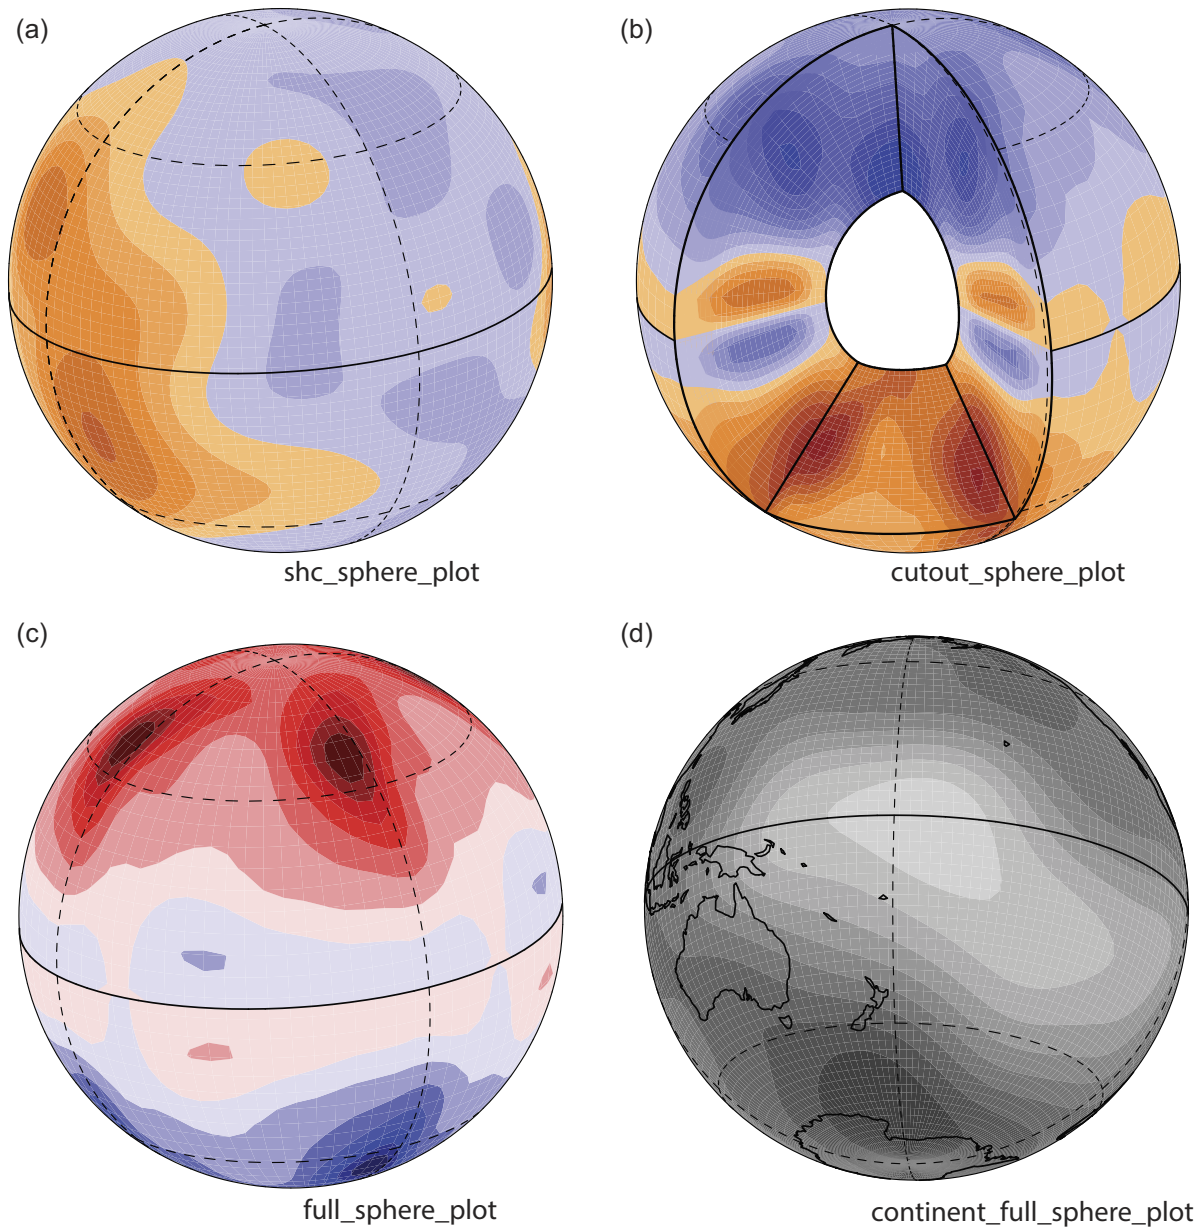 (a)
(b)
shc_sphere_plot
cutout_sphere_plot
(c)
(d)
full_sphere_plot
continent_full_sphere_plot